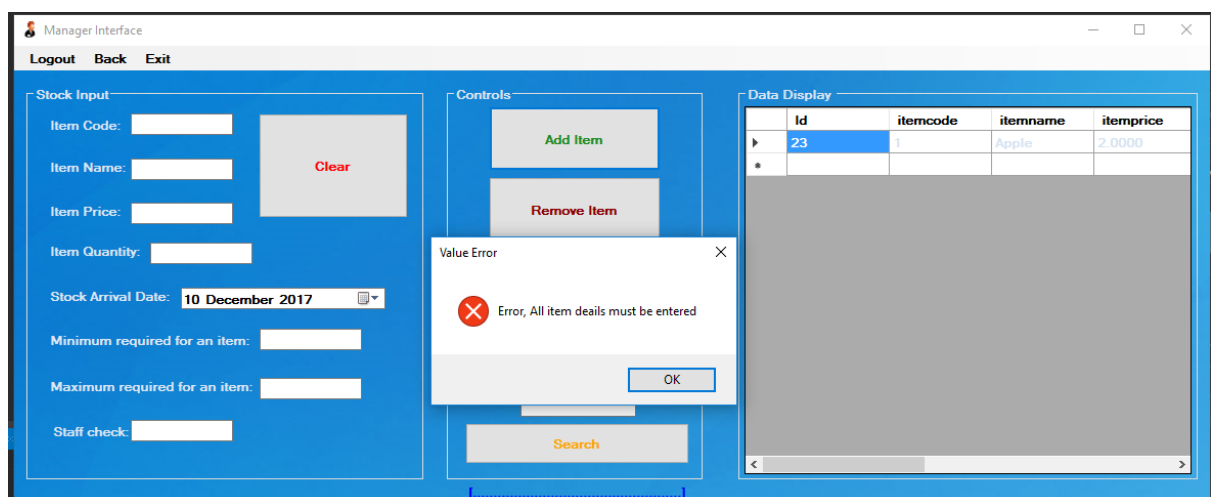 Manager Interface
Logout Back Exit
Stock Input
Item Code:
Item Name:
Clear
Item Price:
Item Quantity:
Stock Arrival Date: 10 December 2017
Minimum required for an item:
Maximum required for an item:
Staff check:
Controls
Add Item
Remove Item
Value Error
Error, All item deails must be entered
OK
Search
Data Display
Id itemcode itemname itemprice
23 1 Apple 2.0000